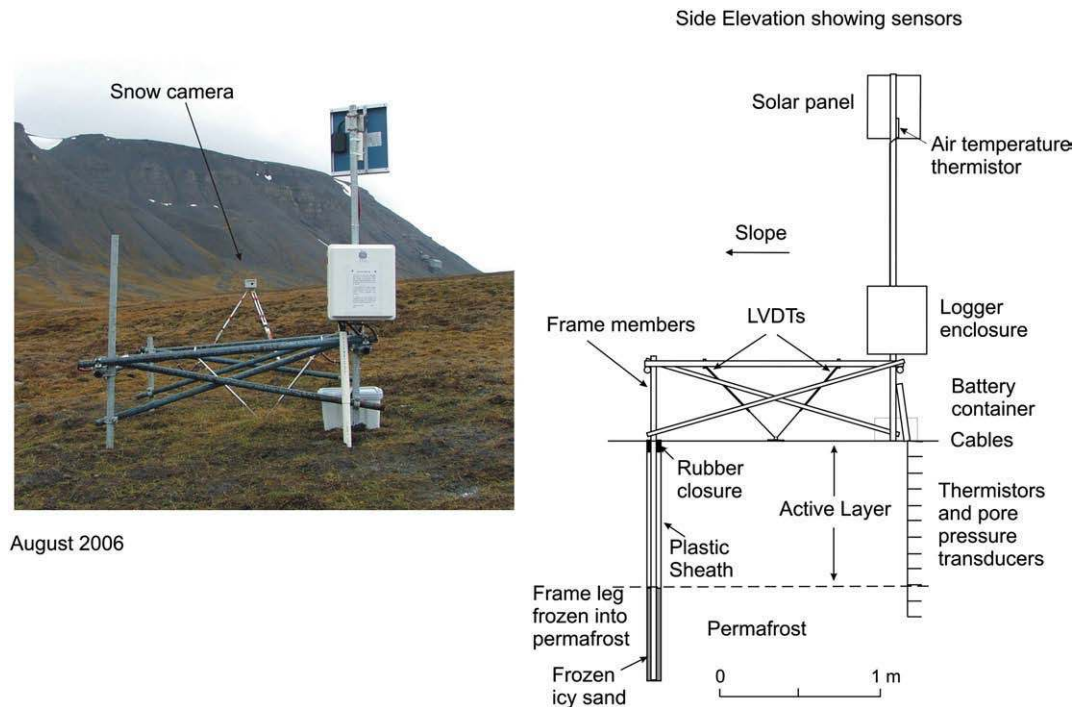 Side Elevation showing sensors
Snow camera
Solar panel
Air temperature
thermistor
Slope
Frame members
LVDTs
Logger
enclosure
Battery
container
Cables
Rubber
closure
Active Layer
Thermistors
and pore
pressure
transducers
Plastic
Sheath
August 2006
Frame leg
frozen into
permafrost
Permafrost
Frozen
icy sand
0 1 m